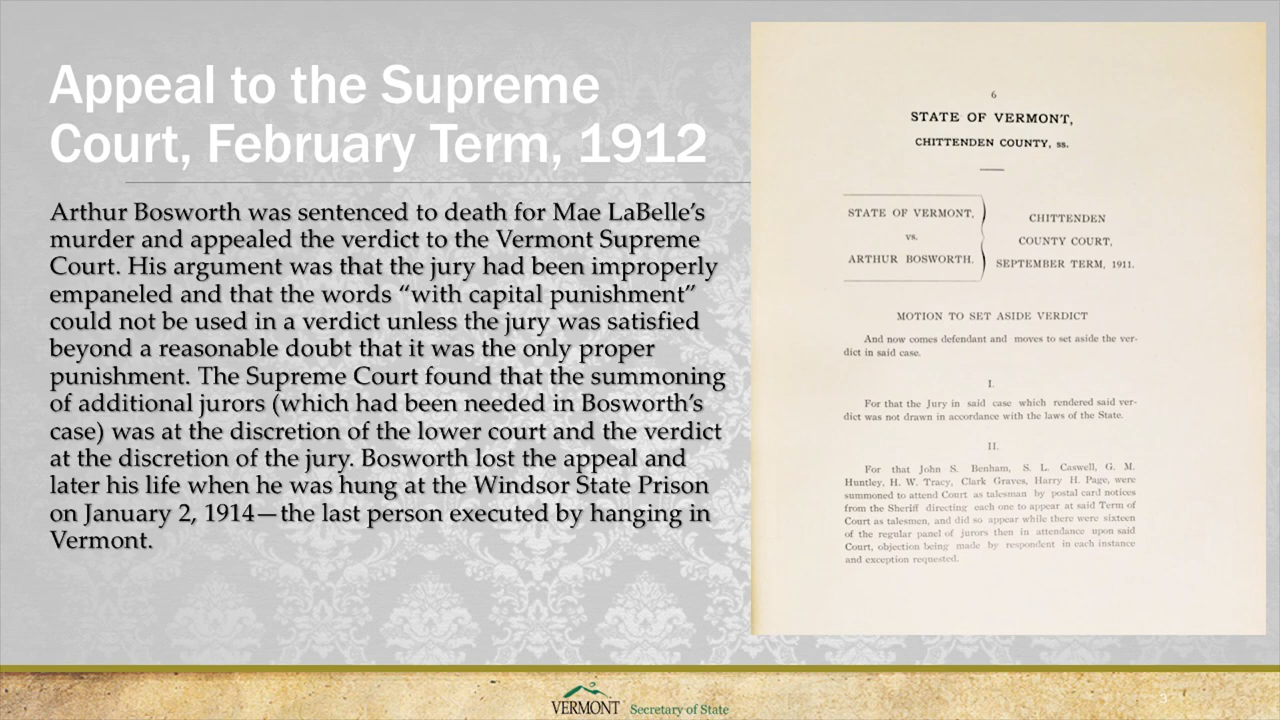 Appeal to the Supreme
Court, February Term, 1912
Arthur Bosworth was sentenced to death for Mae LaBelle’s
murder and appealed the verdict to the Vermont Supreme
Court. His argument was that the jury had been improperly
empaneled and that the words “with capital punishment”
could not be used in a verdict unless the jury was satisfied
beyond a reasonable doubt that it was the only proper
punishment. The Supreme Court found that the summoning
of additional jurors (which had been needed in Bosworth’s
case) was at the discretion of the lower court and the verdict
at the discretion of the jury. Bosworth lost the appeal and
later his life when he was hung at the Windsor State Prison
on January 2, 1914—the last person executed by hanging in
Vermont.
6
STATE OF VERMONT,
CHITTENDEN COUNTY, ss.
STATE OF VERMONT,
vs.
ARTHUR BOSWORTH.
CHITTENDEN
COUNTY COURT,
SEPTEMBER TERM, 1911.
MOTION TO SET ASIDE VERDICT
And now comes defendant and moves to set aside the ver-
dict in said case.
I.
For that the Jury in said case which rendered said ver-
dict was not drawn in accordance with the laws of the State.
II.
For that John S. Benham, S. L. Caswell, G. M.
Huntley, H. W. Tracy, Clark Graves, Harry H. Page, were
summoned to attend Court as talesman by postal card notices
from the Sheriff directing each one to appear at said Term of
Court as talesmen, and did so appear while there were sixteen
of the regular panel of jurors then in attendance upon said
Court, objection being made by respondent in each instance
and exception requested.
VERMONT Secretary of State
3